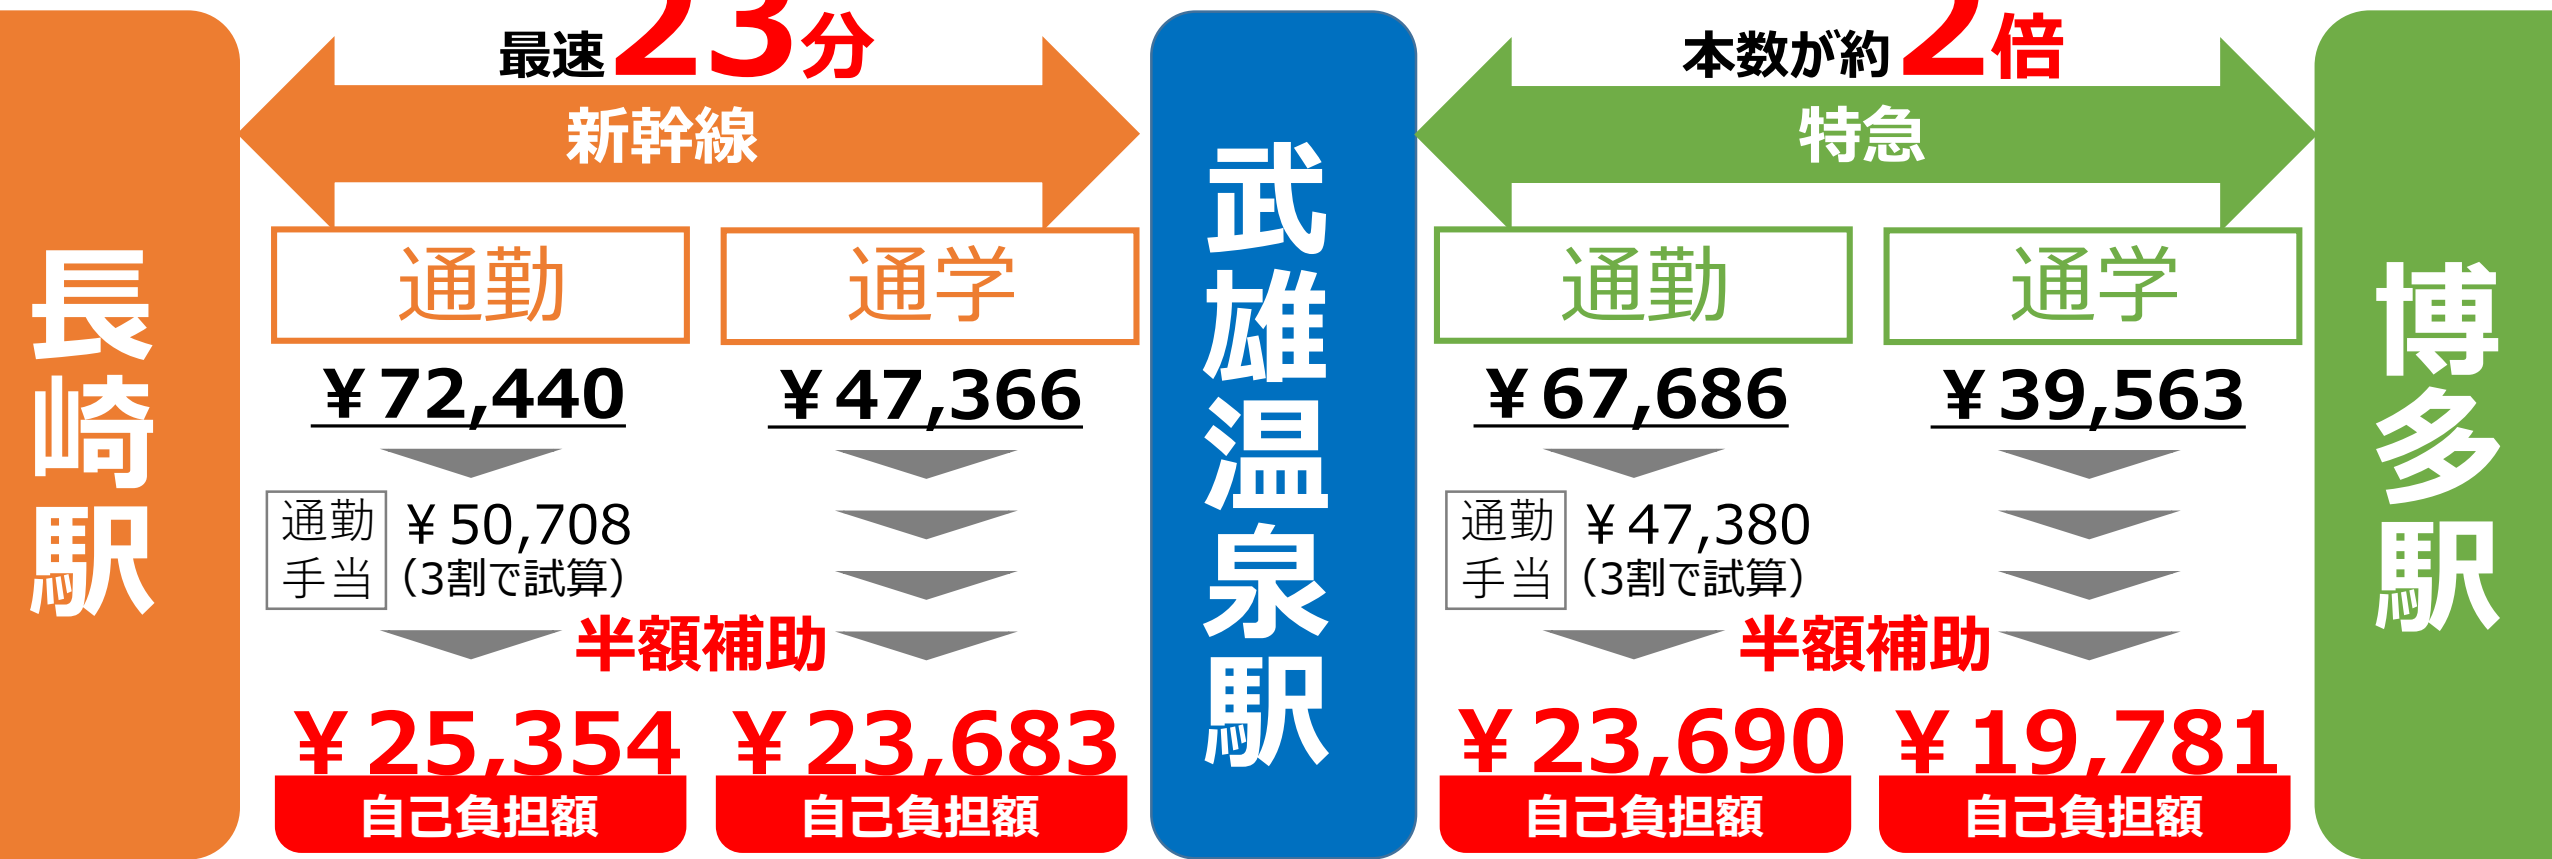 長崎駅
最速23分
新幹線
通勤
通学
¥72,440
¥47,366
通勤手当
¥50,708
（3割で試算）
半額補助
¥25,354
¥23,683
自己負担額
自己負担額
武雄温泉駅
本数が約2倍
特急
通勤
通学
¥67,686
¥39,563
通勤手当
¥47,380
（3割で試算）
半額補助
¥23,690
¥19,781
自己負担額
自己負担額
博多駅